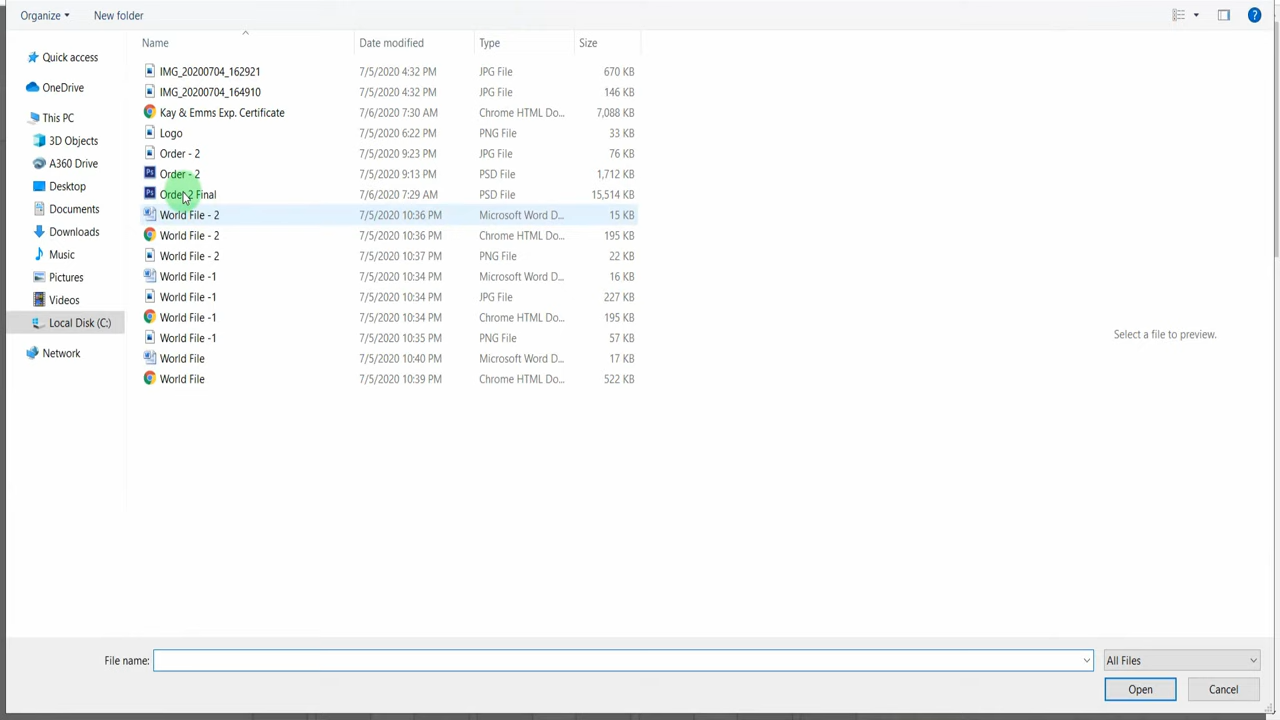 Organize New folder
Name Date modified Type Size
Quick access
OneDrive
This PC
3D Objects
A360 Drive
Desktop
Documents
Downloads
Music
Pictures
Videos
Local Disk (C:)
Network
IMG_20200704_162921 7/5/2020 4:32 PM JPG File 670 KB
IMG_20200704_164910 7/5/2020 4:32 PM JPG File 146 KB
Kay & Emms Exp. Certificate 7/6/2020 7:30 AM Chrome HTML Do... 7,088 KB
Logo 7/5/2020 6:22 PM PNG File 33 KB
Order - 2 7/5/2020 9:23 PM JPG File 76 KB
Order - 2 7/5/2020 9:13 PM PSD File 1,712 KB
Order 2 Final 7/6/2020 7:29 AM PSD File 15,514 KB
World File - 2 7/5/2020 10:36 PM Microsoft Word D... 15 KB
World File - 2 7/5/2020 10:36 PM Chrome HTML Do... 195 KB
World File - 2 7/5/2020 10:37 PM PNG File 22 KB
World File -1 7/5/2020 10:34 PM Microsoft Word D... 16 KB
World File -1 7/5/2020 10:34 PM JPG File 227 KB
World File -1 7/5/2020 10:34 PM Chrome HTML Do... 195 KB
World File -1 7/5/2020 10:35 PM PNG File 57 KB
World File 7/5/2020 10:40 PM Microsoft Word D... 17 KB
World File 7/5/2020 10:39 PM Chrome HTML Do... 522 KB
Select a file to preview.
File name: All Files
Open Cancel